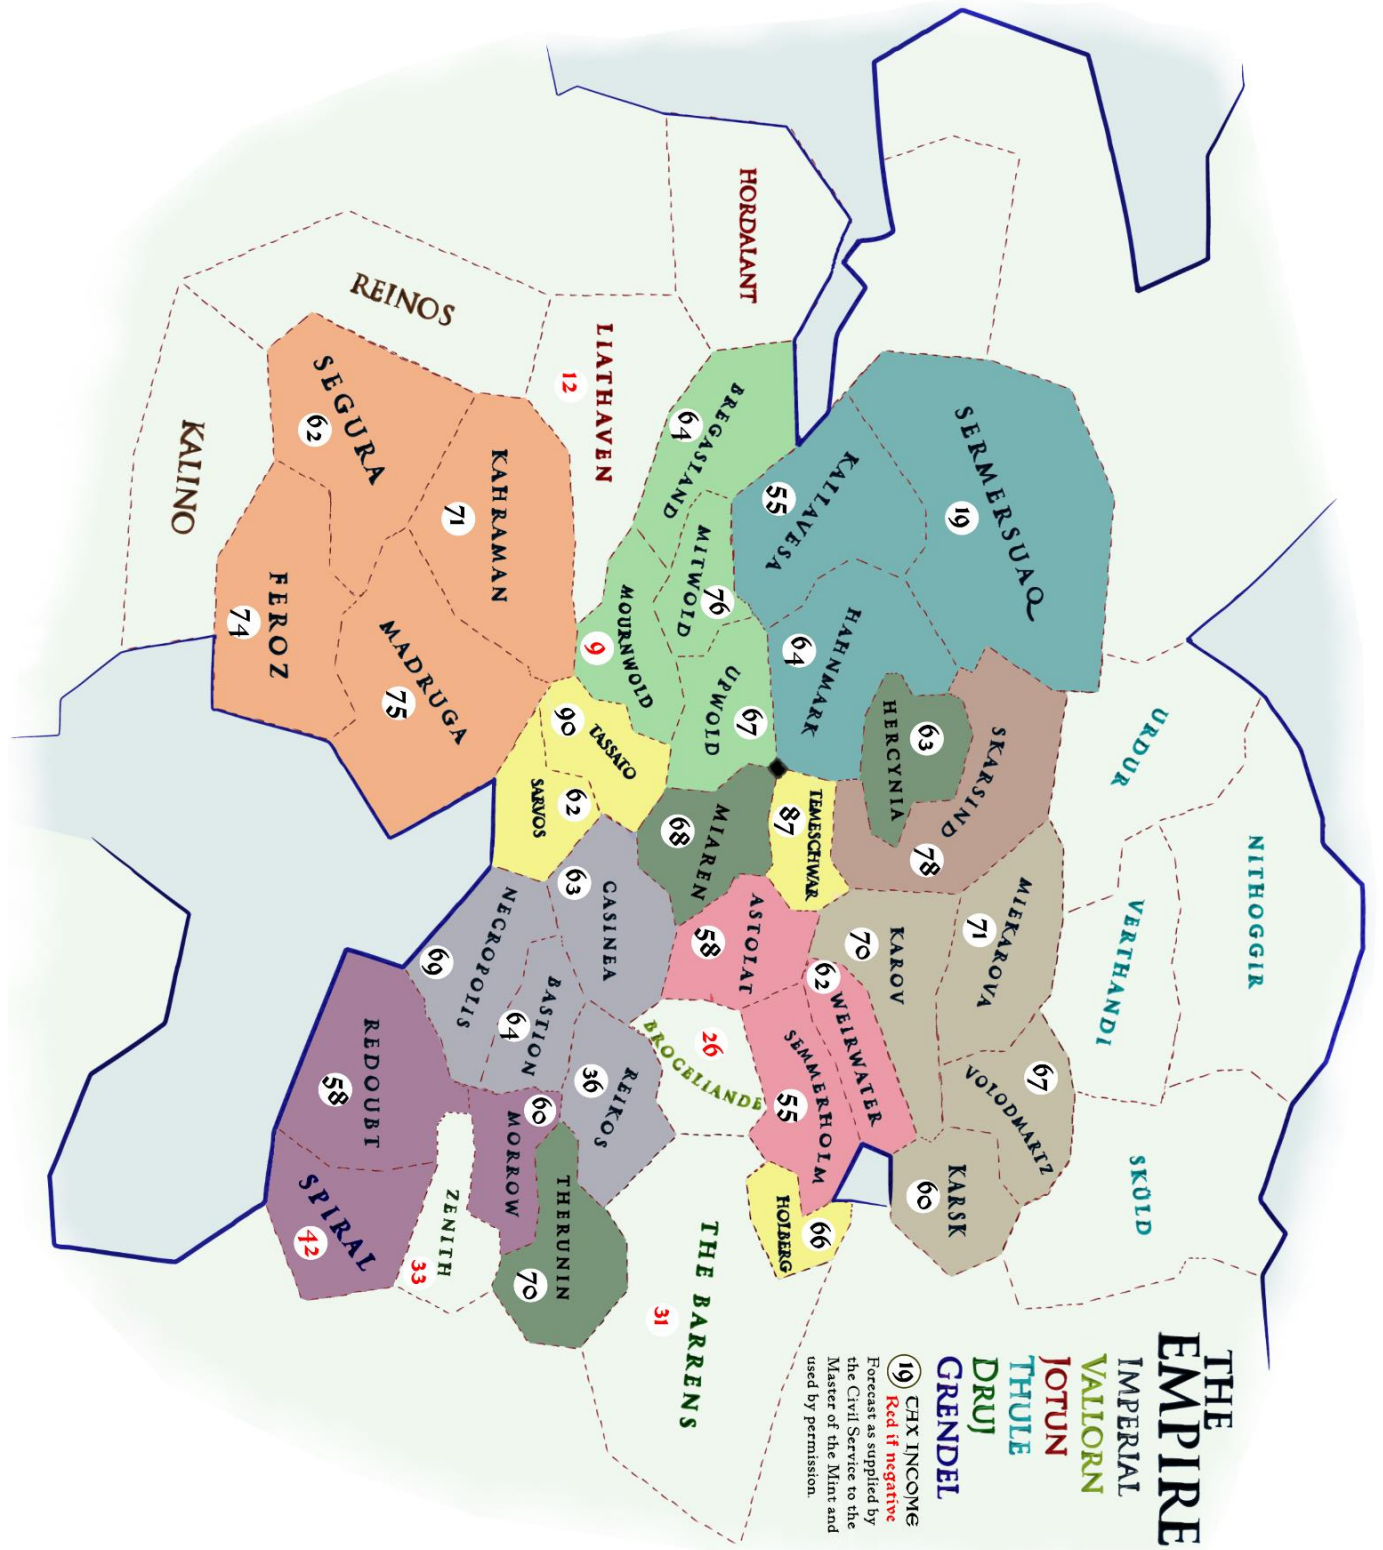 THE
EMPIRE
IMPERIAL
VALLORN
JOTUN
THULE
DRUJ
GRENDEL
19 TAX INCOME
Red if negative
Forecast as supplied by
the Civil Service to the
Master of the Mint and
used by permission.
NITHOGGIR
URDUR
VERTHANDI
SKÜLD
SERMERSUAQ
19
SKARSIND
78
MIEKAROVA
71
VOLODMARTZ
67
KARSK
60
HERCYNIA
63
KAROV
70
KALLAVESA
55
HAHNMARK
64
TEMESCHWAR
87
WEIRWATER
62
SEMMERHOLM
55
HOLBERG
66
HORDALANT
BREGASLAND
64
MITWOLD
76
UPWOLD
67
MIAREN
68
ASTOLAT
58
BROCELIANDE
26
THE BARRENS
31
LIATHAVEN
12
MOURNWOLD
9
TASSATO
90
SARVOS
62
CASINEA
63
REIKOS
36
THERUNIN
70
KAHRAMAN
71
NECROPOLIS
69
BASTION
64
MORROW
60
ZENITH
33
REINOS
SEGURA
62
MADRUGA
75
REDOUBT
58
SPIRAL
42
FEROZ
74
KALINO